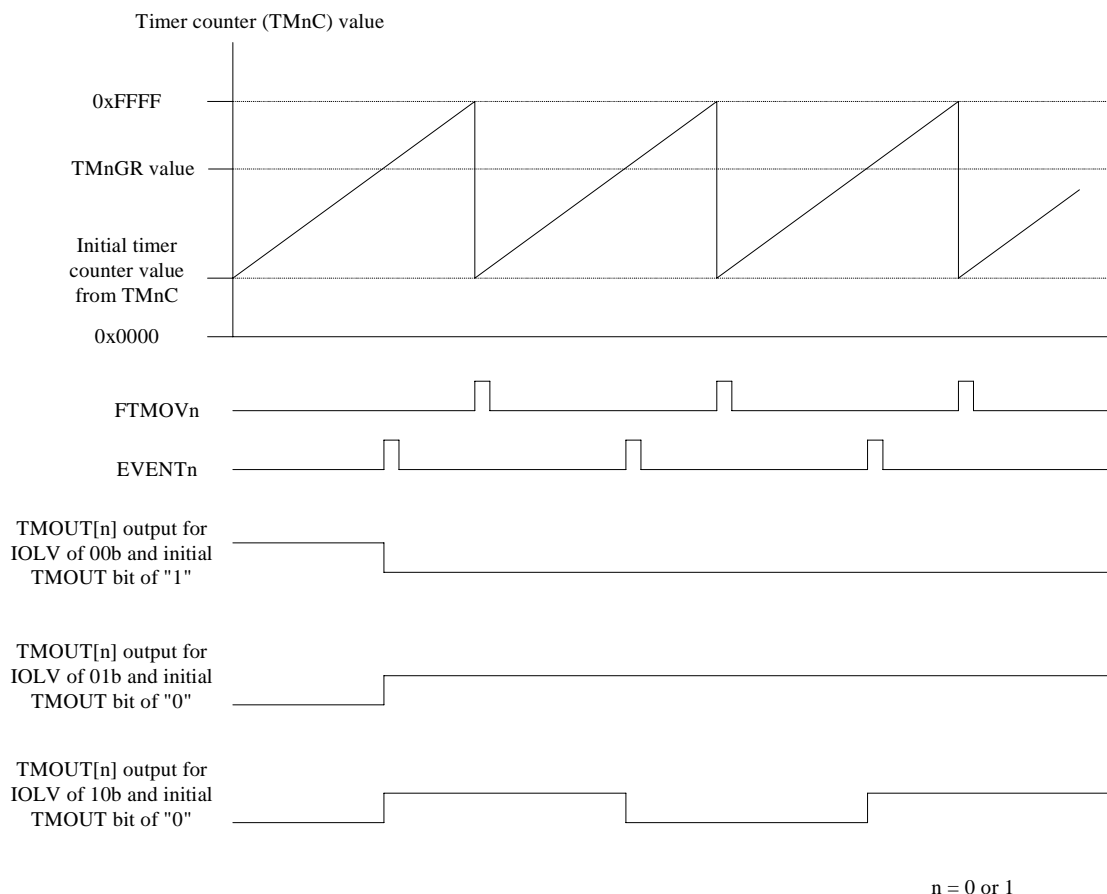 Timer counter (TMnC) value
0xFFFF
TMnGR value
Initial timer
counter value
from TMnC
0x0000
FTMOVn
EVENTn
TMOUT[n] output for
IOLV of 00b and initial
TMOUT bit of "1"
TMOUT[n] output for
IOLV of 01b and initial
TMOUT bit of "0"
TMOUT[n] output for
IOLV of 10b and initial
TMOUT bit of "0"
n = 0 or 1